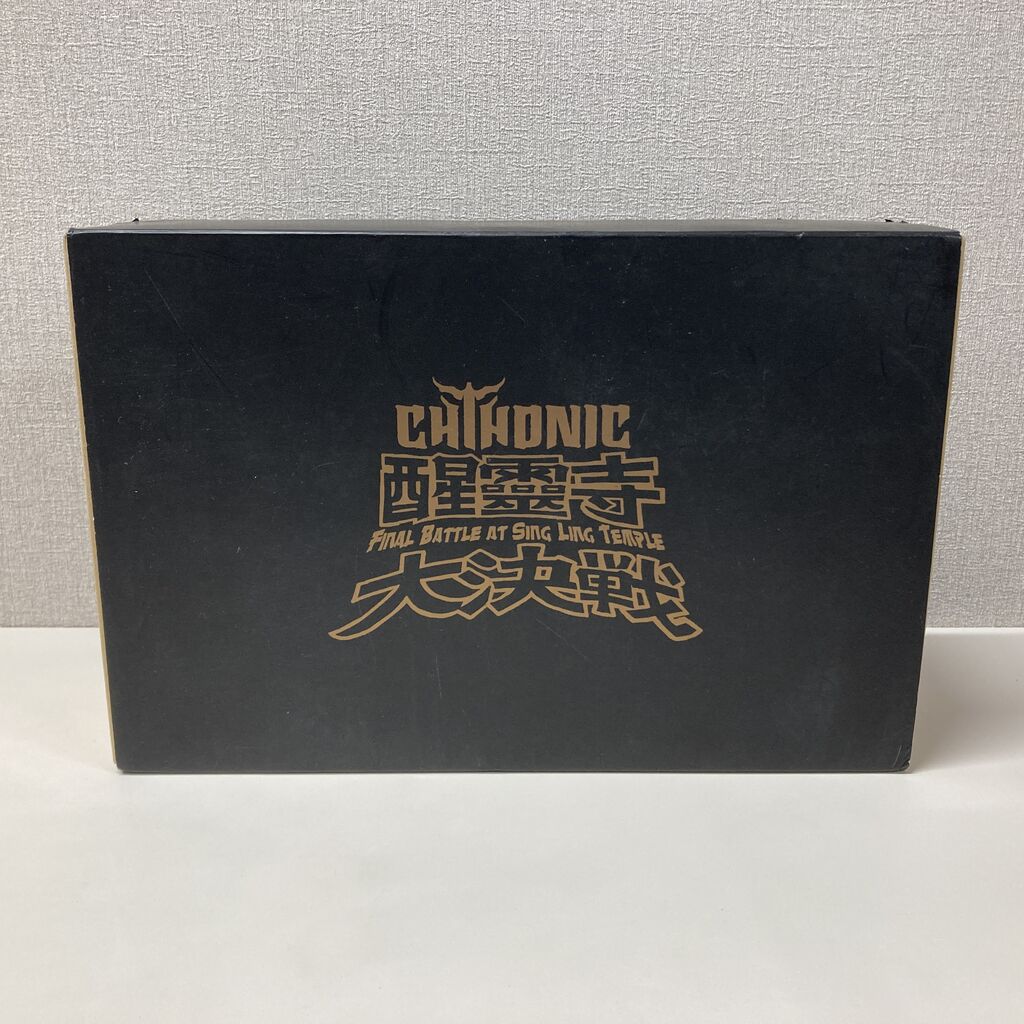 CHTHONIC
醒靈寺
FINAL BATTLE AT SING LING TEMPLE
大決戰